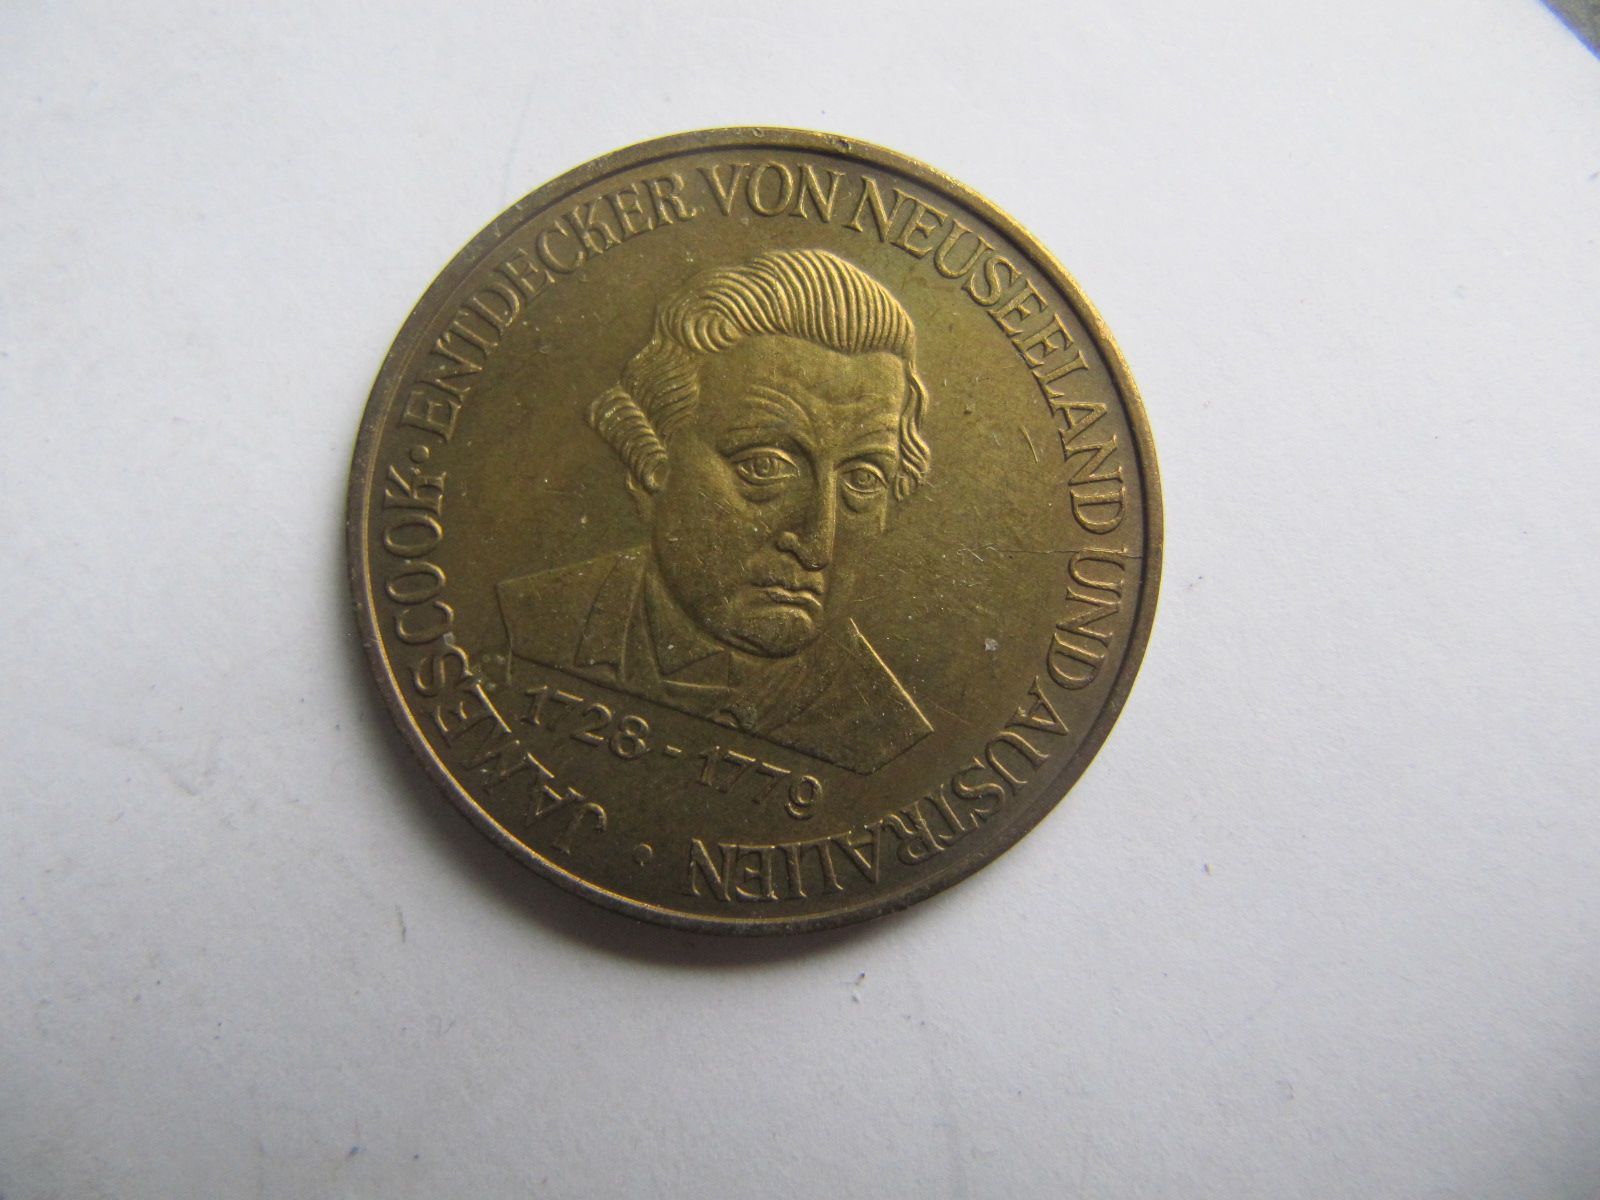 JAMES COOK · ENTDECKER VON NEUSEELAND UND AUSTRALIEN ·
1728 - 1779